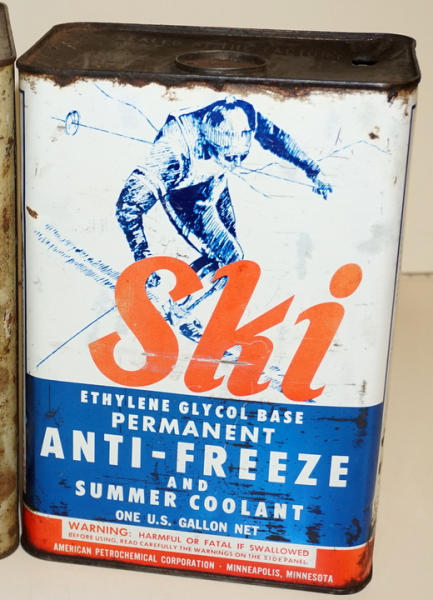 Ski
ETHYLENE GLYCOL BASE
PERMANENT
ANTI-FREEZE
AND
SUMMER COOLANT
ONE U.S. GALLON NET
WARNING: HARMFUL OR FATAL IF SWALLOWED
BEFORE USING, READ CAREFULLY THE WARNINGS ON THE SIDE PANEL.
AMERICAN PETROCHEMICAL CORPORATION - MINNEAPOLIS, MINNESOTA